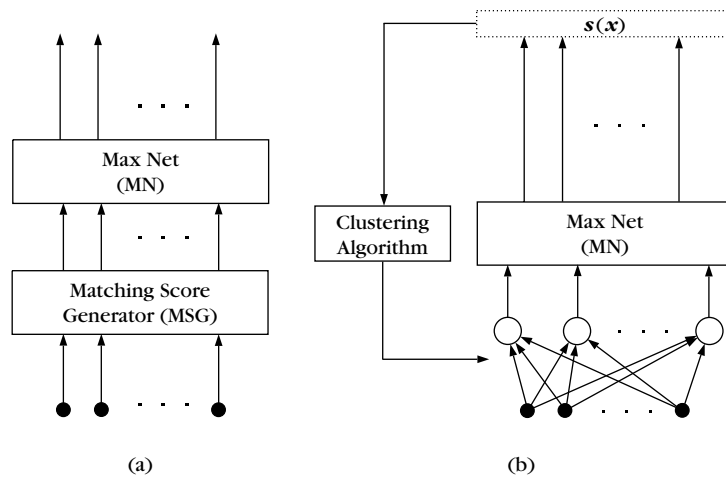 Max Net
(MN)
Matching Score
Generator (MSG)
(a)
s(x)
Clustering
Algorithm
Max Net
(MN)
(b)